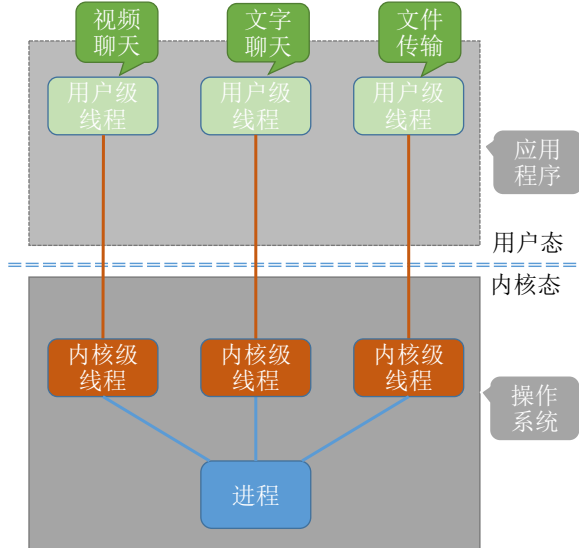 视频
聊天
文字
聊天
文件
传输
用户级
线程
用户级
线程
用户级
线程
应用
程序
用户态
内核态
内核级
线程
内核级
线程
内核级
线程
操作
系统
进程